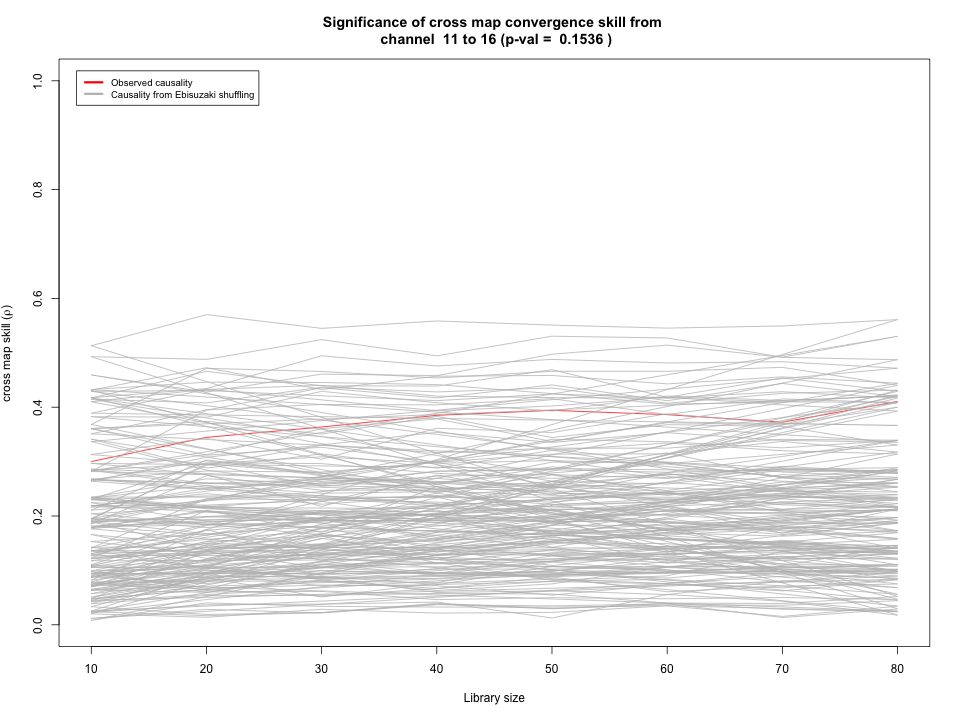 Significance of cross map convergence skill from
channel  11 to 16 (p-val =  0.1536 )
Observed causality
Causality from Ebisuzaki shuffling
cross map skill (ρ)
1.0
0.8
0.6
0.4
0.2
0.0
10 20 30 40 50 60 70 80
Library size